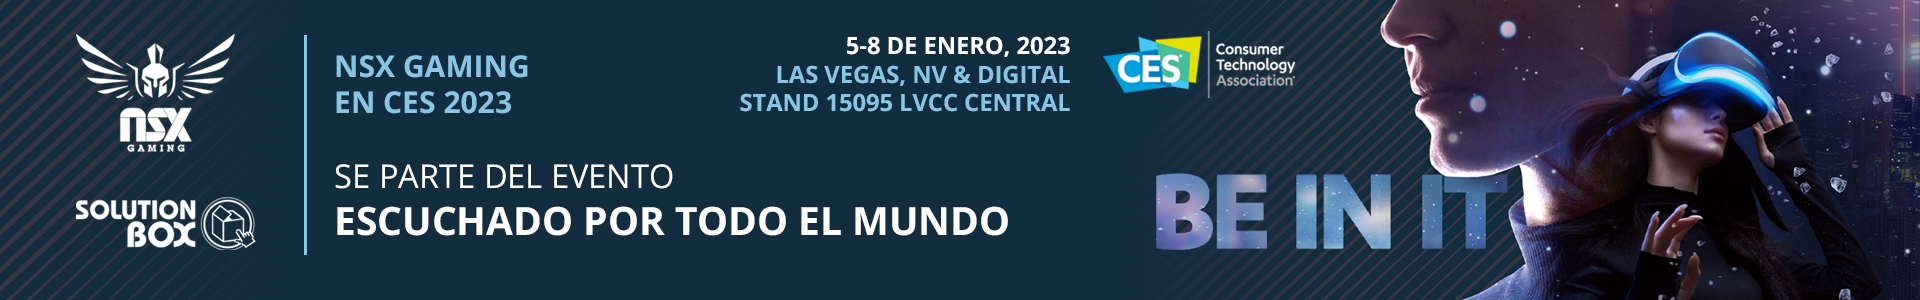 NSX
GAMING
SOLUTION
BOX
NSX GAMING
EN CES 2023
SE PARTE DEL EVENTO
ESCUCHADO POR TODO EL MUNDO
5-8 DE ENERO, 2023
LAS VEGAS, NV & DIGITAL
STAND 15095 LVCC CENTRAL
CES
Consumer
Technology
Association
BE IN IT